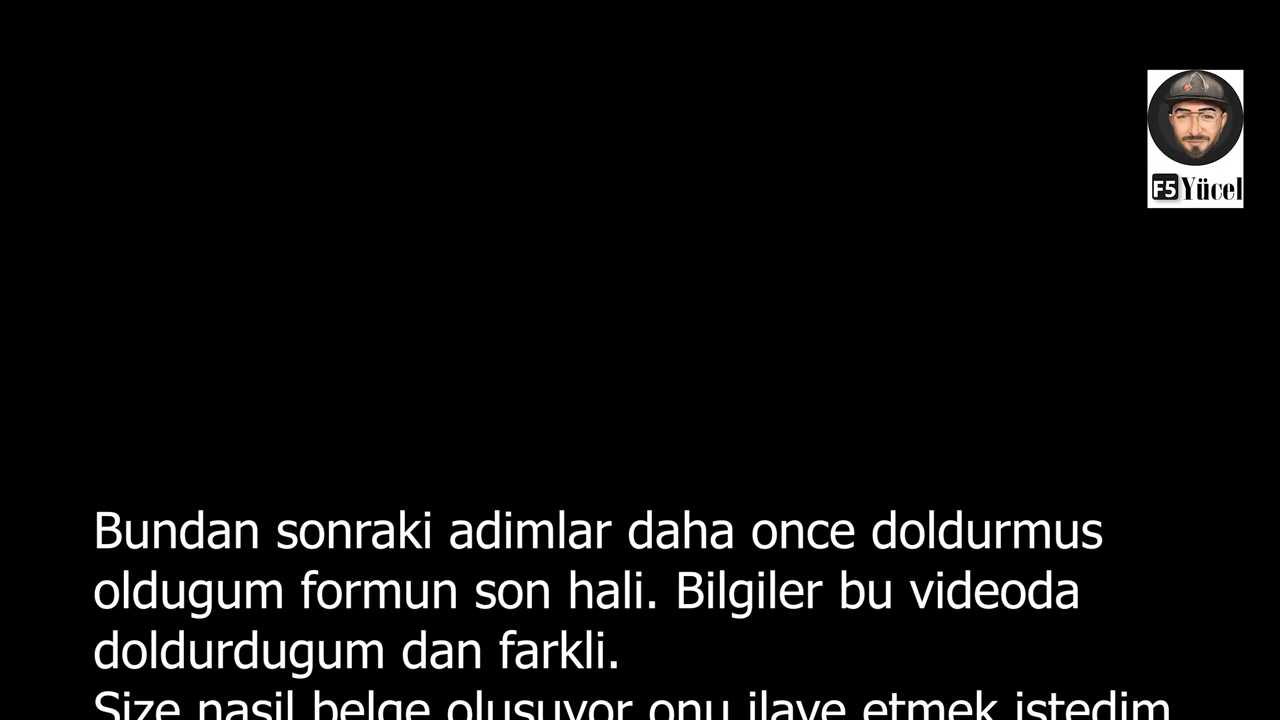 F5 Yücel
Bundan sonraki adimlar daha once doldurmus
oldugum formun son hali. Bilgiler bu videoda
doldurdugum dan farkli.
Size nasil belge olusuyor onu ilave etmek istedim